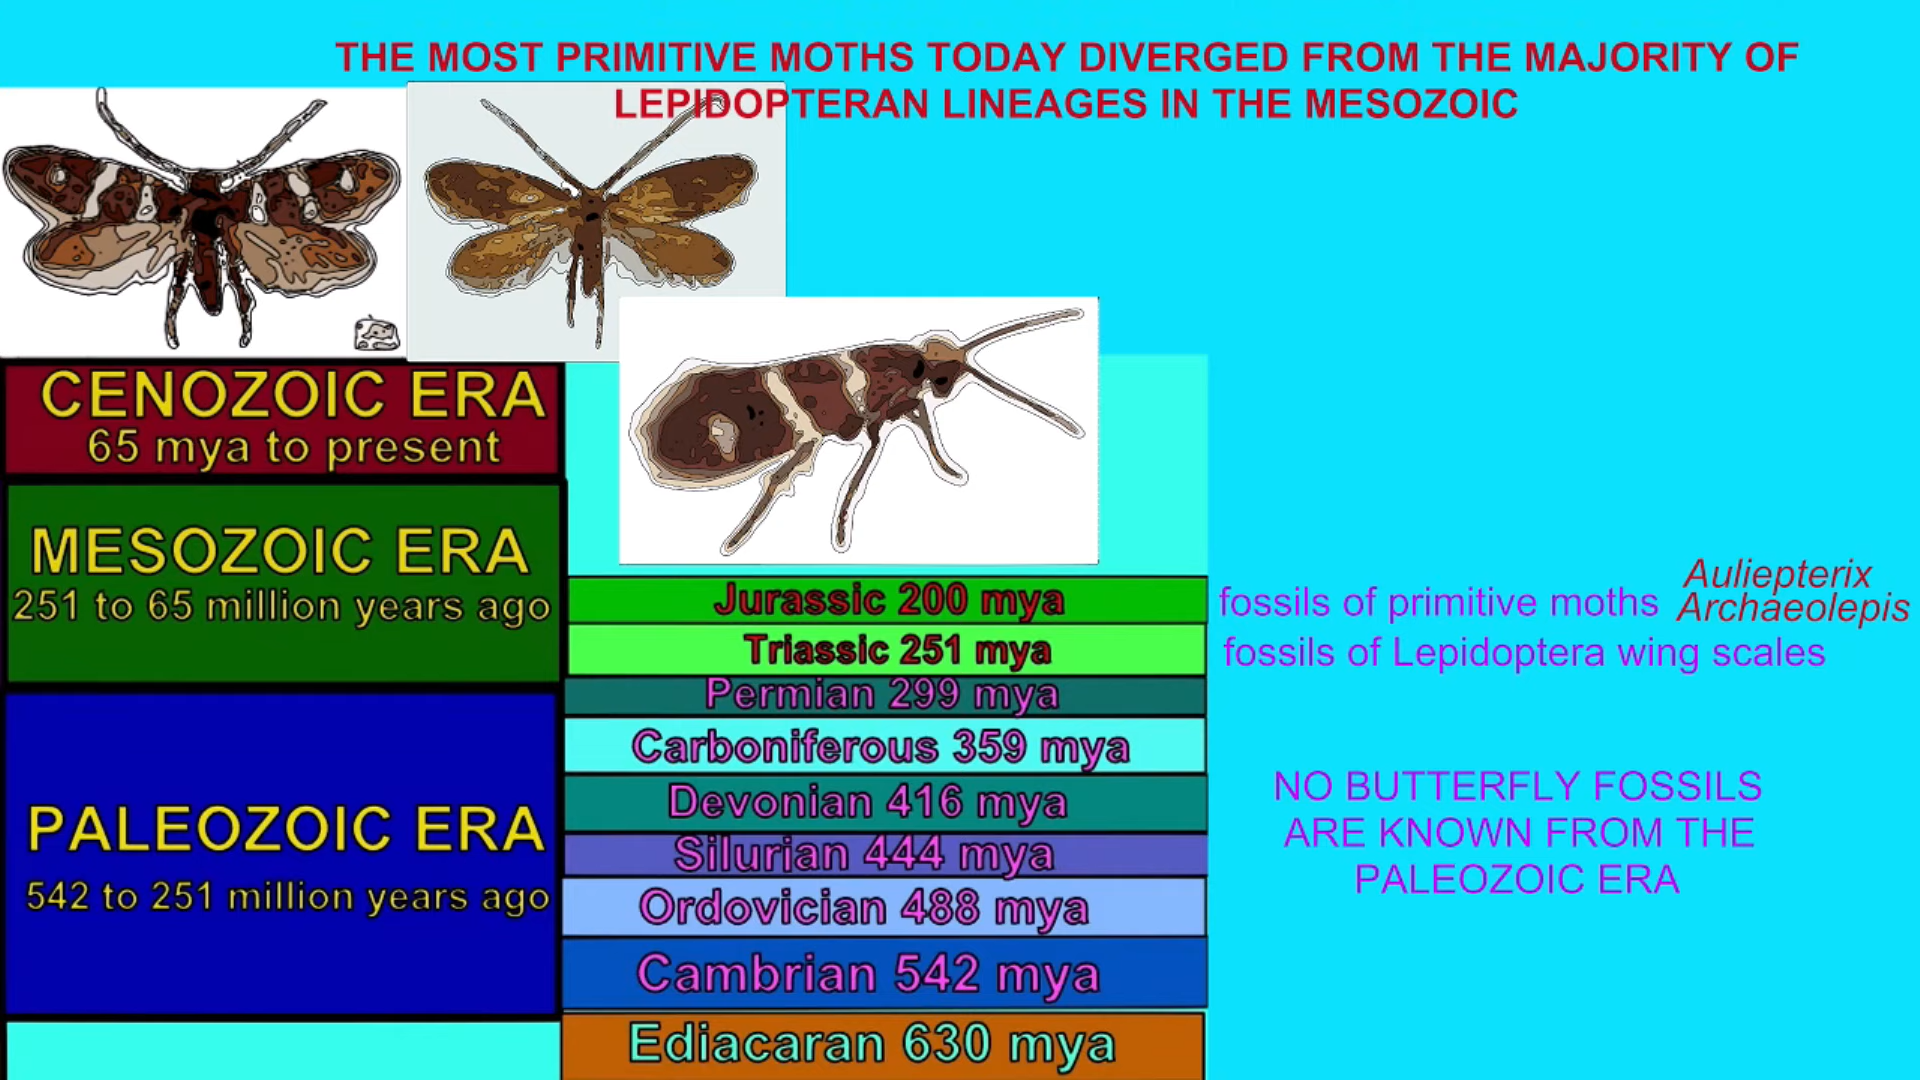 THE MOST PRIMITIVE MOTHS TODAY DIVERGED FROM THE MAJORITY OF
LEPIDOPTERAN LINEAGES IN THE MESOZOIC
CENOZOIC ERA
65 mya to present
MESOZOIC ERA
251 to 65 million years ago
PALEOZOIC ERA
542 to 251 million years ago
Jurassic 200 mya
Triassic 251 mya
Permian 299 mya
Carboniferous 359 mya
Devonian 416 mya
Silurian 444 mya
Ordovician 488 mya
Cambrian 542 mya
Ediacaran 630 mya
fossils of primitive moths
Auliepterix
Archaeolepis
fossils of Lepidoptera wing scales
NO BUTTERFLY FOSSILS
ARE KNOWN FROM THE
PALEOZOIC ERA